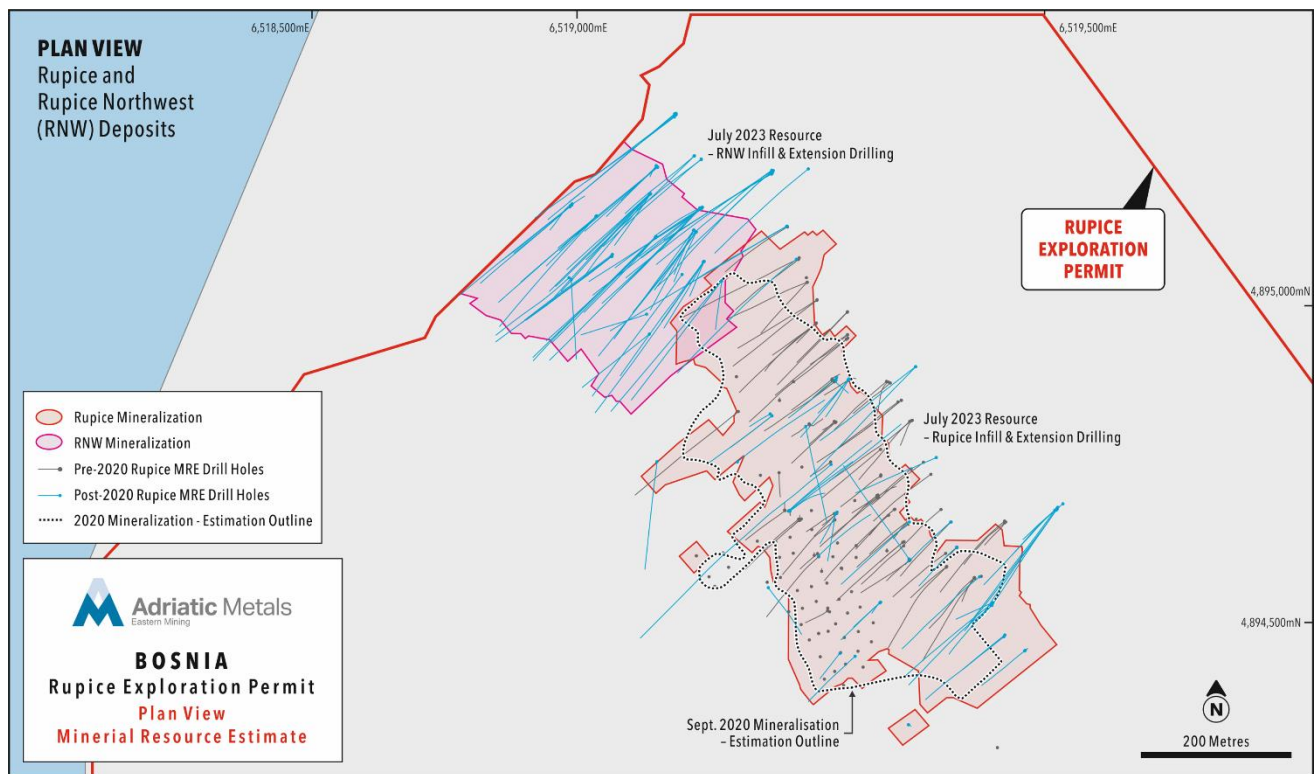 6,518,500mE
6,519,000mE
6,519,500mE
PLAN VIEW
Rupice and
Rupice Northwest
(RNW) Deposits
July 2023 Resource
– RNW Infill & Extension Drilling
RUPICE
EXPLORATION
PERMIT
4,895,000mN
Rupice Mineralization
RNW Mineralization
Pre-2020 Rupice MRE Drill Holes
Post-2020 Rupice MRE Drill Holes
2020 Mineralization - Estimation Outline
July 2023 Resource
– Rupice Infill & Extension Drilling
Adriatic Metals
Eastern Mining
BOSNIA
Rupice Exploration Permit
Plan View
Minerial Resource Estimate
4,894,500mN
Sept. 2020 Mineralisation
– Estimation Outline
N
200 Metres